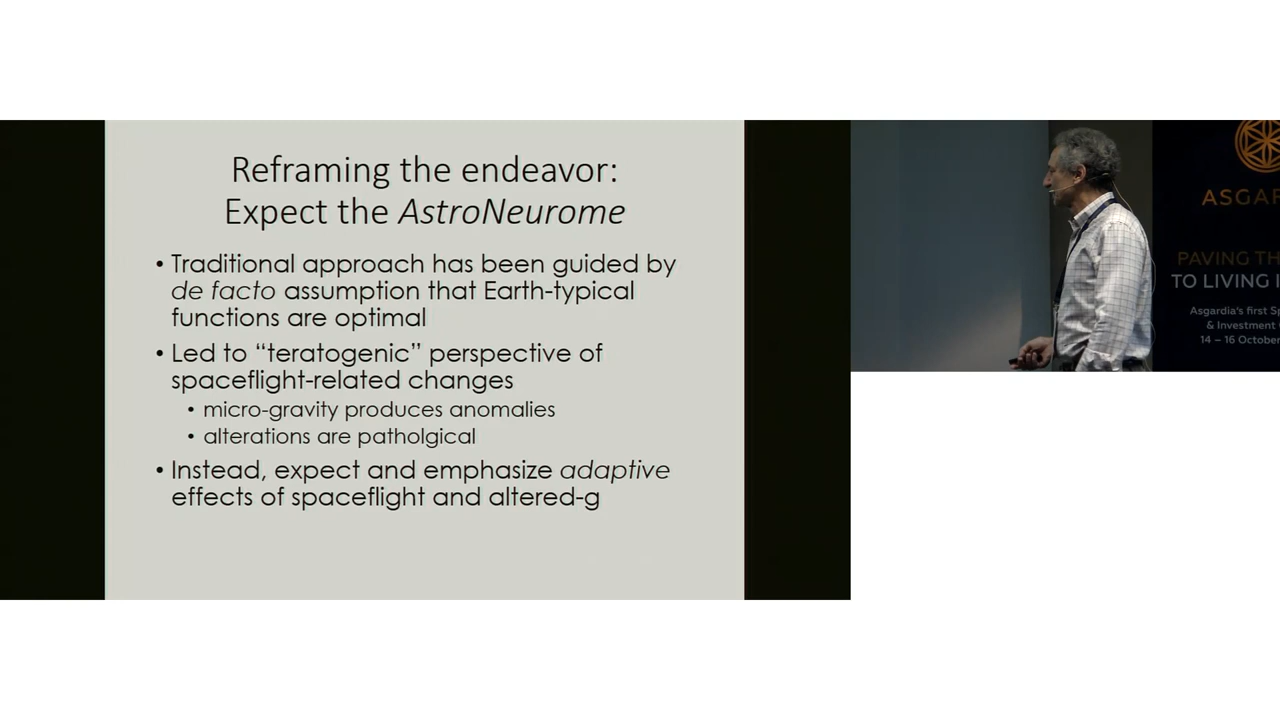 Reframing the endeavor:
Expect the AstroNeurome
• Traditional approach has been guided by
de facto assumption that Earth-typical
functions are optimal
• Led to “teratogenic” perspective of
spaceflight-related changes
• micro-gravity produces anomalies
• alterations are patholgical
• Instead, expect and emphasize adaptive
effects of spaceflight and altered-g
ASGAR
PAVING TH
TO LIVING I
Asgardia's first Sp
& Investment
14 – 16 October